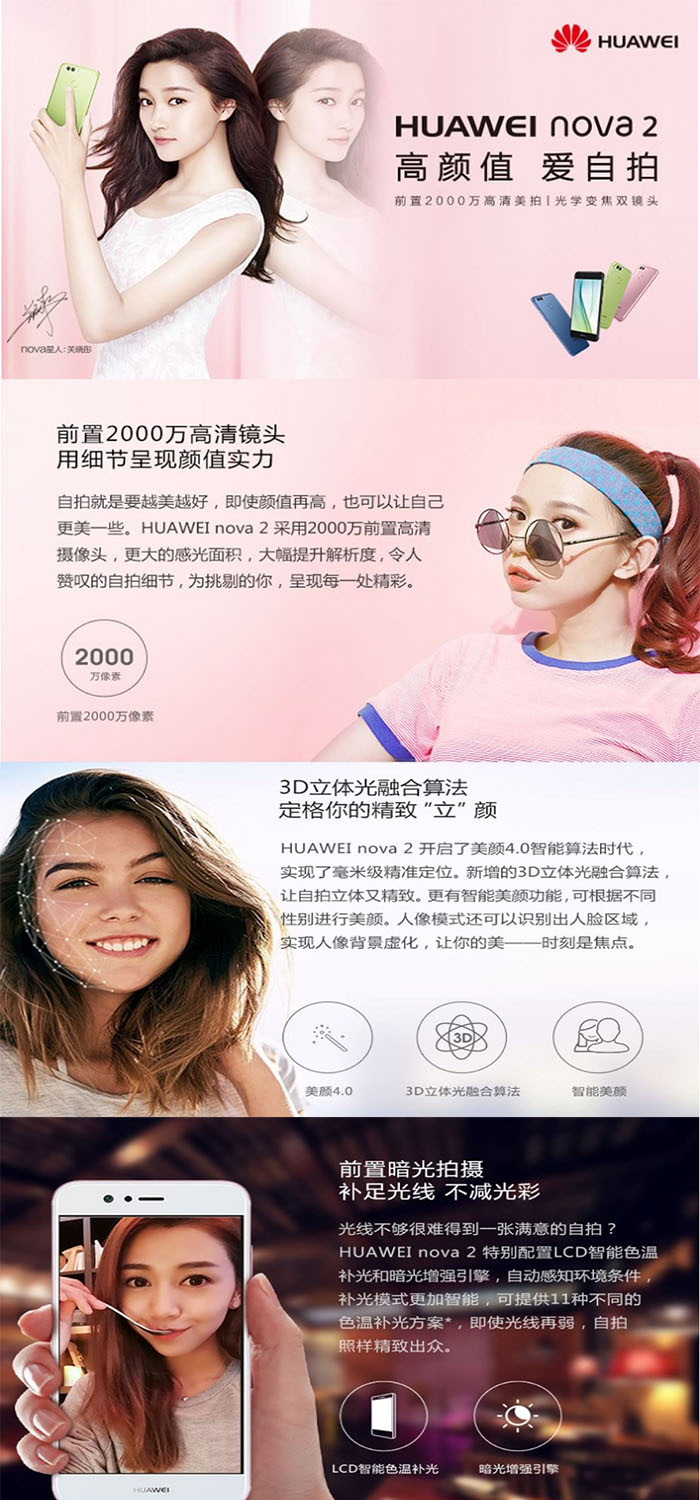 HUAWEI
HUAWEI nova 2
高颜值 爱自拍
前置2000万高清美拍|光学变焦双镜头
nova星人:关晓彤
前置2000万高清镜头
用细节呈现颜值实力
自拍就是要越美越好，即使颜值再高，也可以让自己
更美一些。HUAWEI nova 2 采用2000万前置高清
摄像头，更大的感光面积，大幅提升解析度,令人
赞叹的自拍细节,为挑剔的你，呈现每一处精彩。
2000
万像素
前置2000万像素
3D立体光融合算法
定格你的精致“立”颜
HUAWEI nova 2 开启了美颜4.0智能算法时代，
实现了毫米级精准定位。新增的3D立体光融合算法，
让自拍立体又精致。更有智能美颜功能,可根据不同
性别进行美颜。人像模式还可以识别出人脸区域，
实现人像背景虚化，让你的美——时刻是焦点。
3D
美颜4.0
3D立体光融合算法
智能美颜
前置暗光拍摄
补足光线 不减光彩
光线不够很难得到一张满意的自拍？
HUAWEI nova 2 特别配置LCD智能色温
补光和暗光增强引擎，自动感知环境条件，
补光模式更加智能，可提供11种不同的
色温补光方案*，即使光线再弱，自拍
照样精致出众。
LCD智能色温补光
暗光增强引擎
HUAWEI